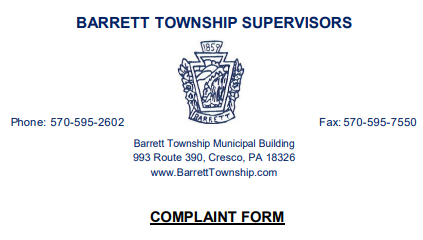 BARRETT TOWNSHIP SUPERVISORS
1859
BARRETT
Phone: 570-595-2602
Fax: 570-595-7550
Barrett Township Municipal Building
993 Route 390, Cresco, PA 18326
www.BarrettTownship.com
COMPLAINT FORM